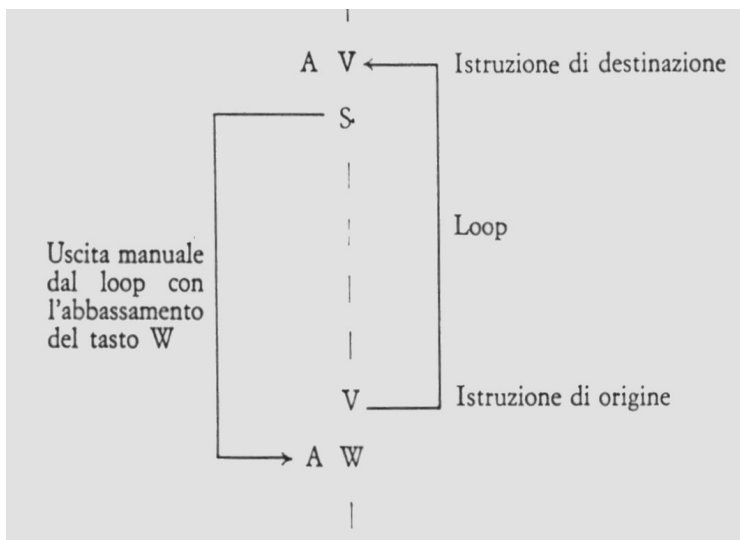 A V
Istruzione di destinazione
S
Loop
Uscita manuale
dal loop con
l'abbassamento
del tasto W
V
Istruzione di origine
A W